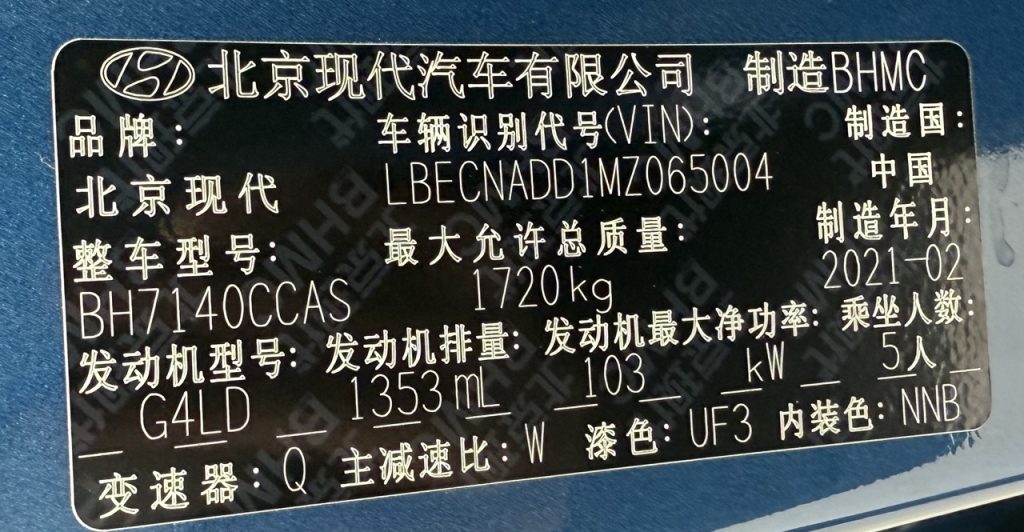 北京现代汽车有限公司 制造BHMC
品牌: 车辆识别代号(VIN): 制造国:
北京现代 LBECNADD1MZ065004 中国
整车型号: 最大允许总质量: 制造年月:
BH7140CCAS 1720kg 2021-02
发动机型号: 发动机排量: 发动机最大净功率: 乘坐人数:
G4LD 1353mL 103 kW 5人
变速器: Q 主减速比: W 漆色: UF3 内装色: NNB